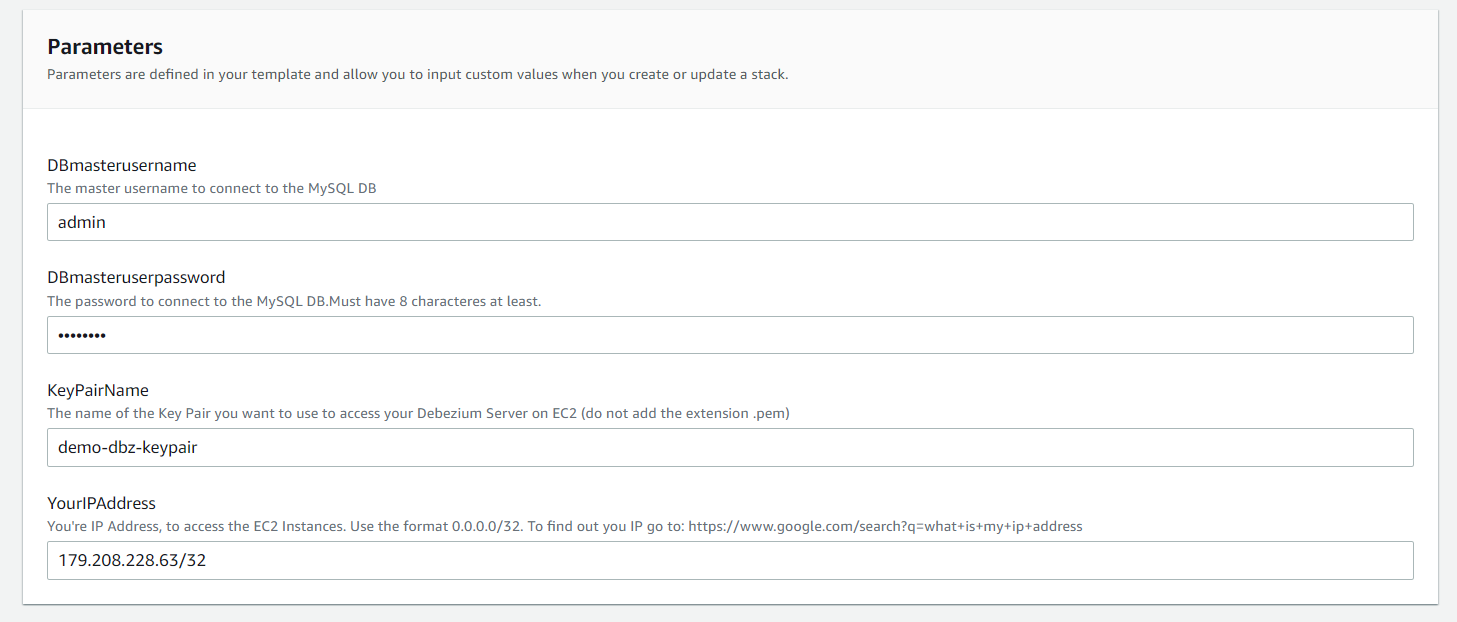 Parameters
Parameters are defined in your template and allow you to input custom values when you create or update a stack.
DBmasterusername
The master username to connect to the MySQL DB
admin
DBmasteruserpassword
The password to connect to the MySQL DB.Must have 8 characteres at least.
••••••••
KeyPairName
The name of the Key Pair you want to use to access your Debezium Server on EC2 (do not add the extension .pem)
demo-dbz-keypair
YourIPAddress
You're IP Address, to access the EC2 Instances. Use the format 0.0.0.0/32. To find out you IP go to: https://www.google.com/search?q=what+is+my+ip+address
179.208.228.63/32